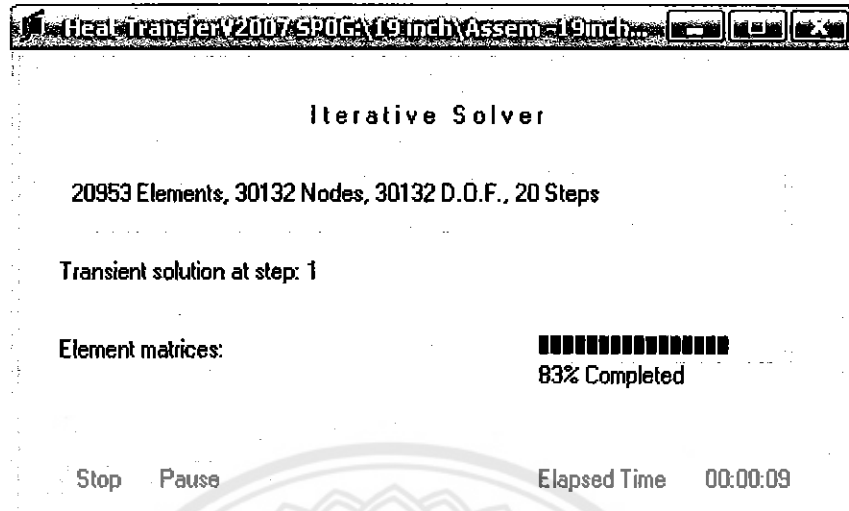 Heat Transfer V2007 SP0 G:\19 inch\Assem -19inch...
Iterative Solver
20953 Elements, 30132 Nodes, 30132 D.O.F., 20 Steps
Transient solution at step: 1
Element matrices:
83% Completed
Stop Pause Elapsed Time 00:00:09